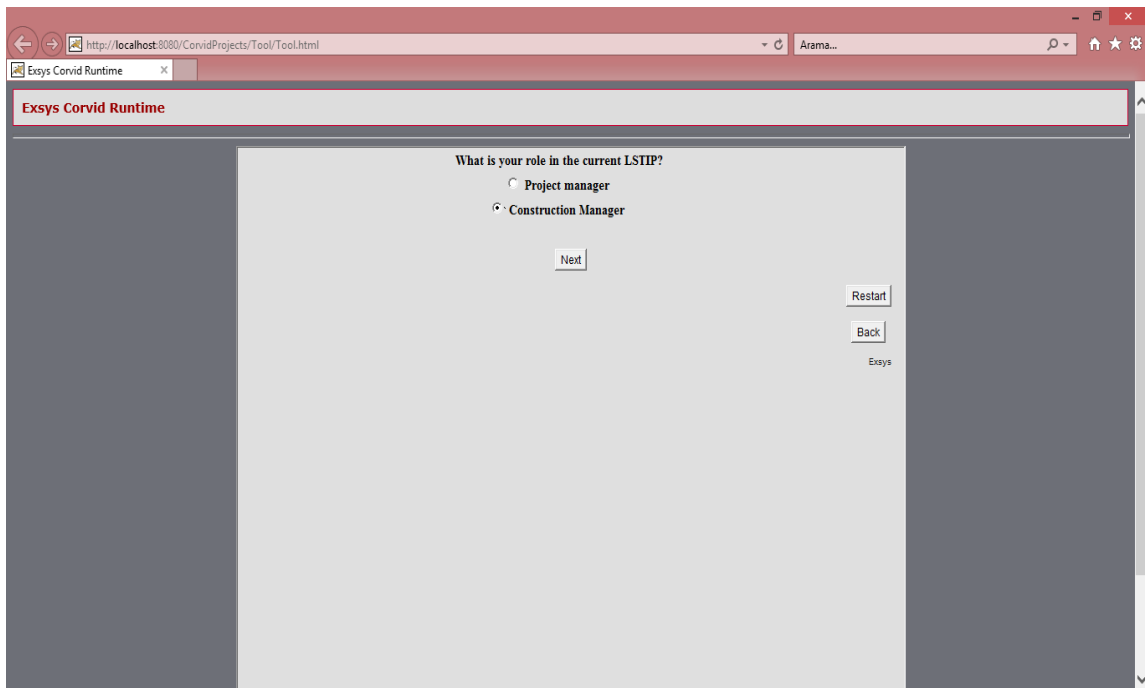 http://localhost:8080/CorvidProjects/Tool/Tool.html
Arama...
Exsys Corvid Runtime
Exsys Corvid Runtime
What is your role in the current LSTIP?
Project manager
Construction Manager
Next
Restart
Back
Exsys